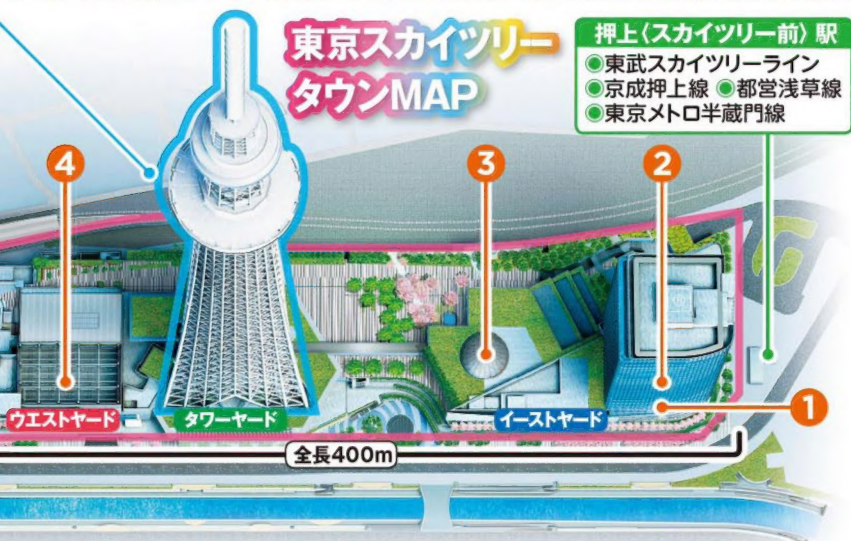 東京スカイツリー
タウンMAP
押上〈スカイツリー前〉駅
◉東武スカイツリーライン
◉京成押上線 ◉都営浅草線
◉東京メトロ半蔵門線
4
3
2
1
ウエストヤード
タワーヤード
イーストヤード
全長400m